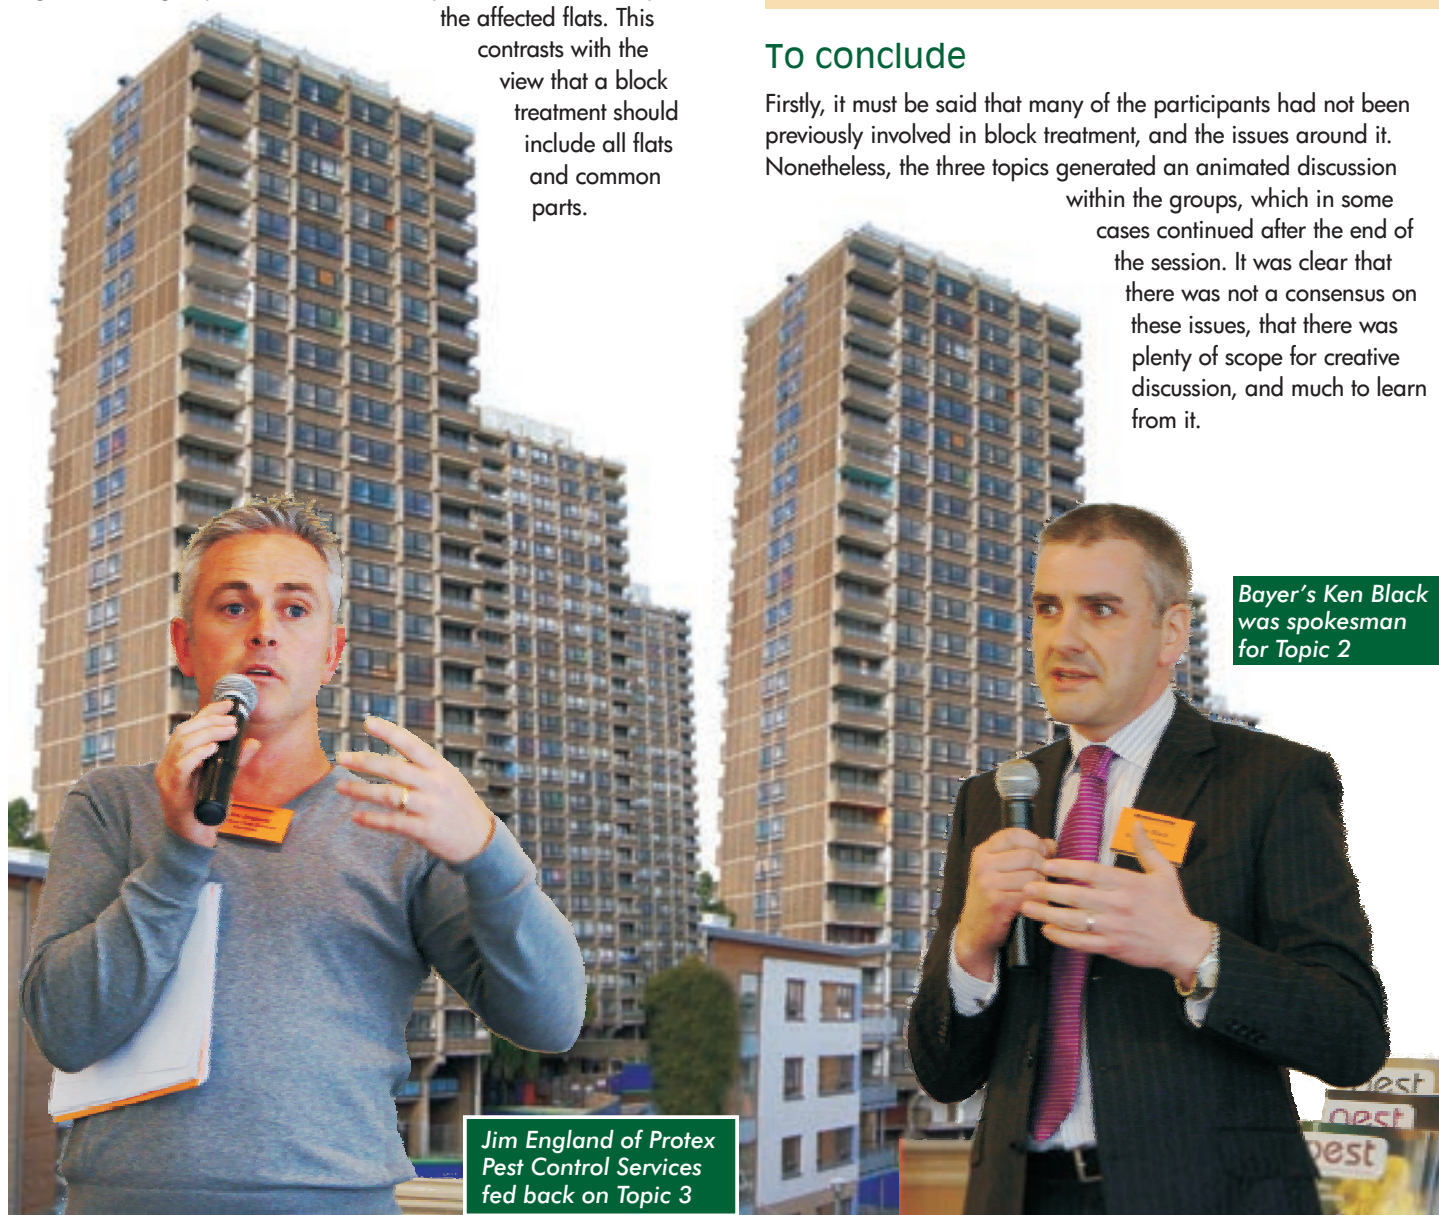 the affected flats. This
contrasts with the
view that a block
treatment should
include all flats
and common
parts.
To conclude
Firstly, it must be said that many of the participants had not been
previously involved in block treatment, and the issues around it.
Nonetheless, the three topics generated an animated discussion
within the groups, which in some
cases continued after the end of
the session. It was clear that
there was not a consensus on
these issues, that there was
plenty of scope for creative
discussion, and much to learn
from it.
Bayer's Ken Black
was spokesman
for Topic 2
Jim England of Protex
Pest Control Services
fed back on Topic 3
pest
pest
pest